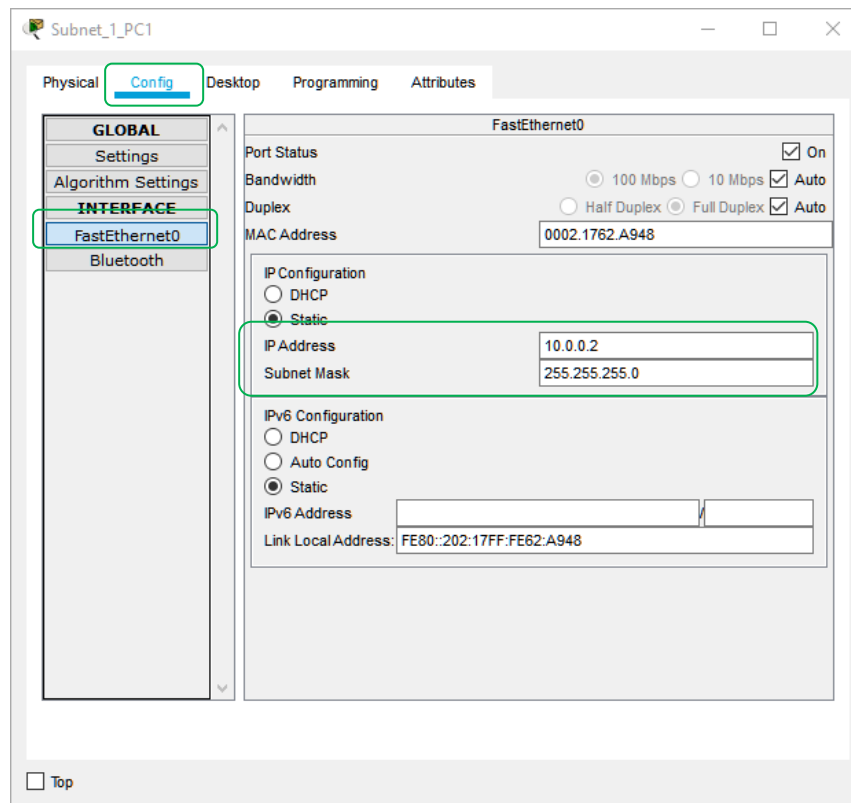 Subnet_1_PC1
Physical Config Desktop Programming Attributes
GLOBAL
Settings
Algorithm Settings
INTERFACE
FastEthernet0
Bluetooth
FastEthernet0
Port Status On
Bandwidth 100 Mbps 10 Mbps Auto
Duplex Half Duplex Full Duplex Auto
MAC Address 0002.1762.A948
IP Configuration
DHCP
Static
IP Address 10.0.0.2
Subnet Mask 255.255.255.0
IPv6 Configuration
DHCP
Auto Config
Static
IPv6 Address /
Link Local Address: FE80::202:17FF:FE62:A948
Top